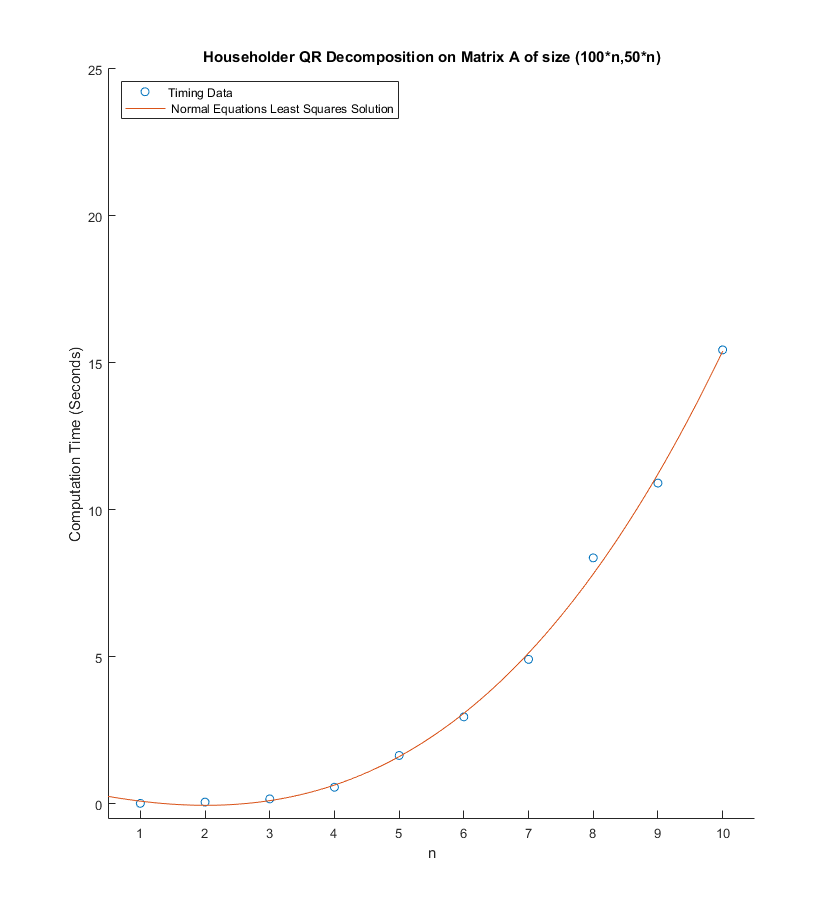 Householder QR Decomposition on Matrix A of size (100*n,50*n)
25
Timing Data
Normal Equations Least Squares Solution
20
15
Computation Time (Seconds)
10
5
0
1 2 3 4 5 6 7 8 9 10
n